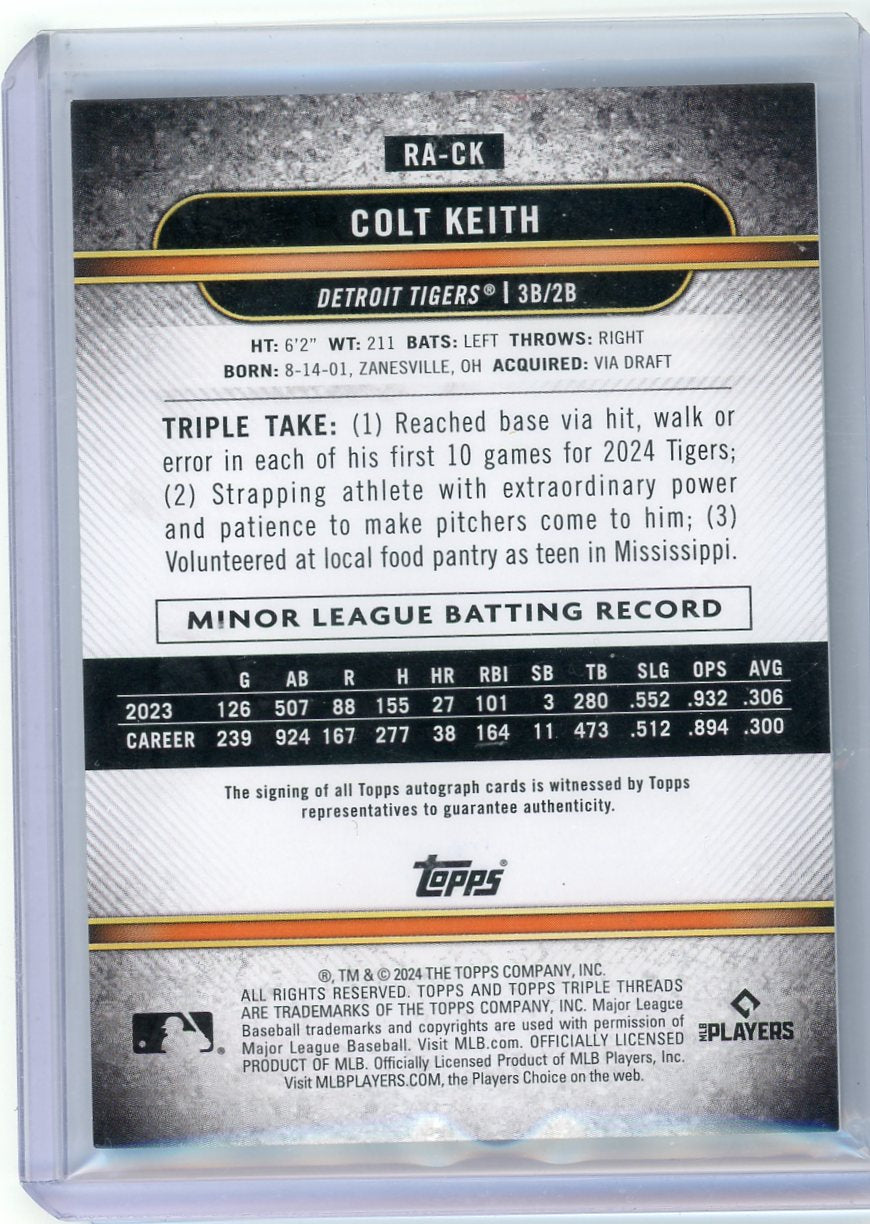 RA-CK
COLT KEITH
DETROIT TIGERS® | 3B/2B
HT: 6'2" WT: 211 BATS: LEFT THROWS: RIGHT
BORN: 8-14-01, ZANESVILLE, OH ACQUIRED: VIA DRAFT
TRIPLE TAKE: (1) Reached base via hit, walk or
error in each of his first 10 games for 2024 Tigers;
(2) Strapping athlete with extraordinary power
and patience to make pitchers come to him; (3)
Volunteered at local food pantry as teen in Mississippi.
MINOR LEAGUE BATTING RECORD
G AB R H HR RBI SB TB SLG OPS AVG
2023 126 507 88 155 27 101 3 280 .552 .932 .306
CAREER 239 924 167 277 38 164 11 473 .512 .894 .300
The signing of all Topps autograph cards is witnessed by Topps
representatives to guarantee authenticity.
Topps®
®, TM & © 2024 THE TOPPS COMPANY, INC.
ALL RIGHTS RESERVED. TOPPS AND TOPPS TRIPLE THREADS
ARE TRADEMARKS OF THE TOPPS COMPANY, INC. Major League
Baseball trademarks and copyrights are used with permission of
Major League Baseball. Visit MLB.com. OFFICIALLY LICENSED
PRODUCT OF MLB. Officially Licensed Product of MLB Players, Inc.
Visit MLBPLAYERS.COM, the Players Choice on the web.
MLB PLAYERS